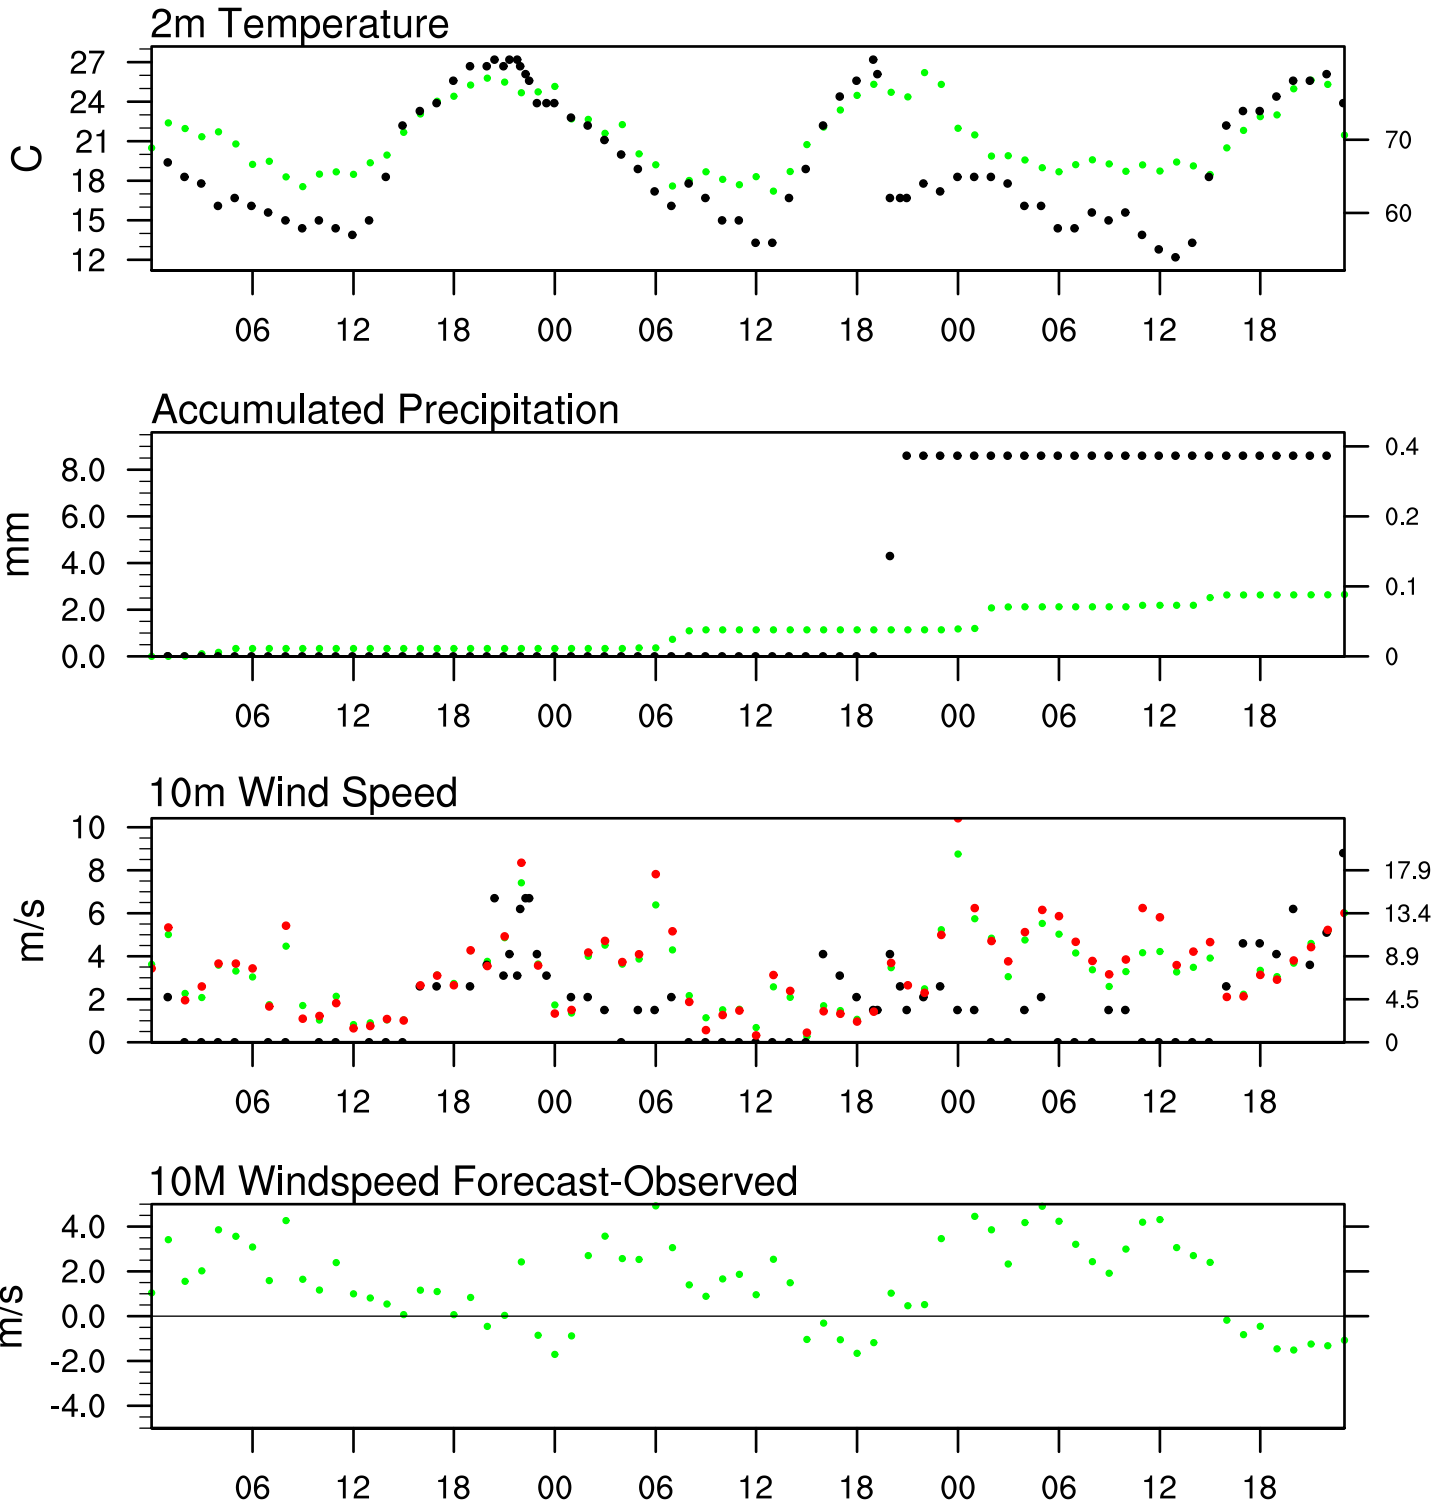 2m Temperature
C
27
24
21
18
15
12
70
60
06 12 18 00 06 12 18 00 06 12 18
Accumulated Precipitation
mm
8.0
6.0
4.0
2.0
0.0
0.4
0.2
0.1
0
06 12 18 00 06 12 18 00 06 12 18
10m Wind Speed
m/s
10
8
6
4
2
0
17.9
13.4
8.9
4.5
0
06 12 18 00 06 12 18 00 06 12 18
10M Windspeed Forecast-Observed
m/s
4.0
2.0
0.0
-2.0
-4.0
06 12 18 00 06 12 18 00 06 12 18